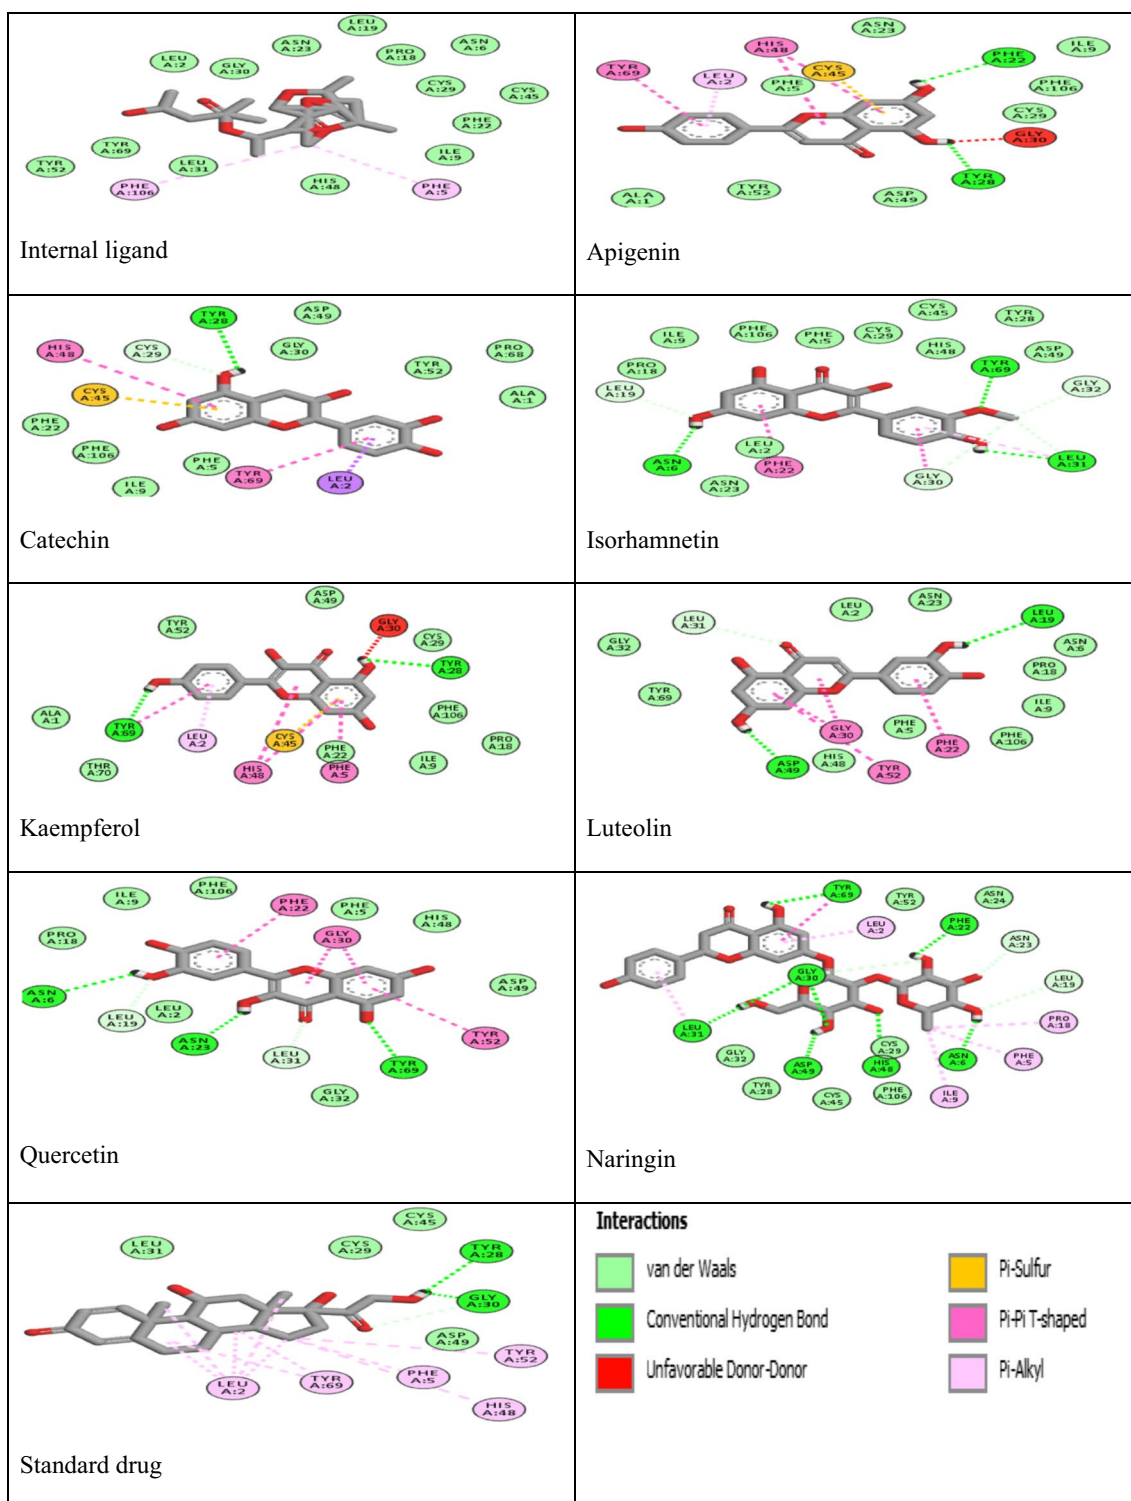 LEU A:19
ASN A:23
ASN A:6
PRO A:18
LEU A:2
GLY A:30
CYS A:29
CYS A:45
PHE A:22
TYR A:69
ILE A:9
TYR A:52
LEU A:31
HIS A:48
PHE A:106
PHE A:5
Internal ligand
ASN A:23
HIS A:48
ILE A:9
PHE A:22
CYS A:45
TYR A:69
LEU A:2
PHE A:5
PHE A:106
CYS A:29
GLY A:30
TYR A:28
ALA A:1
TYR A:52
ASP A:49
Apigenin
TYR A:28
ASP A:49
HIS A:48
CYS A:29
GLY A:30
PRO A:68
TYR A:52
CYS A:45
ALA A:1
PHE A:22
PHE A:106
PHE A:5
TYR A:69
LEU A:2
ILE A:9
Catechin
CYS A:45
TYR A:28
ILE A:9
PHE A:106
PHE A:5
CYS A:29
HIS A:48
ASP A:49
PRO A:18
TYR A:69
LEU A:19
GLY A:32
LEU A:2
ASN A:6
PHE A:22
LEU A:31
ASN A:23
GLY A:30
Isorhamnetin
ASP A:49
TYR A:52
GLY A:30
CYS A:29
TYR A:28
ALA A:1
PHE A:106
TYR A:69
LEU A:2
CYS A:45
PHE A:22
PRO A:18
THR A:70
HIS A:48
PHE A:5
ILE A:9
Kaempferol
LEU A:2
ASN A:23
LEU A:31
LEU A:19
GLY A:32
ASN A:6
PRO A:18
TYR A:69
ILE A:9
GLY A:30
PHE A:5
PHE A:106
PHE A:22
ASP A:49
HIS A:48
TYR A:52
Luteolin
ILE A:9
PHE A:106
PHE A:22
PHE A:5
HIS A:48
PRO A:18
GLY A:30
ASN A:6
ASP A:49
LEU A:19
LEU A:2
ASN A:23
LEU A:31
TYR A:52
TYR A:69
GLY A:32
Quercetin
TYR A:69
TYR A:52
ASN A:24
LEU A:2
PHE A:22
ASN A:23
GLY A:30
LEU A:19
LEU A:31
PRO A:18
GLY A:32
ASP A:49
CYS A:29
HIS A:48
ASN A:6
PHE A:5
TYR A:28
CYS A:45
PHE A:106
ILE A:9
Naringin
CYS A:45
LEU A:31
CYS A:29
TYR A:28
GLY A:30
ASP A:49
TYR A:52
LEU A:2
TYR A:69
PHE A:5
HIS A:48
Standard drug
Interactions
van der Waals
Pi-Sulfur
Conventional Hydrogen Bond
Pi-Pi T-shaped
Unfavorable Donor-Donor
Pi-Alkyl